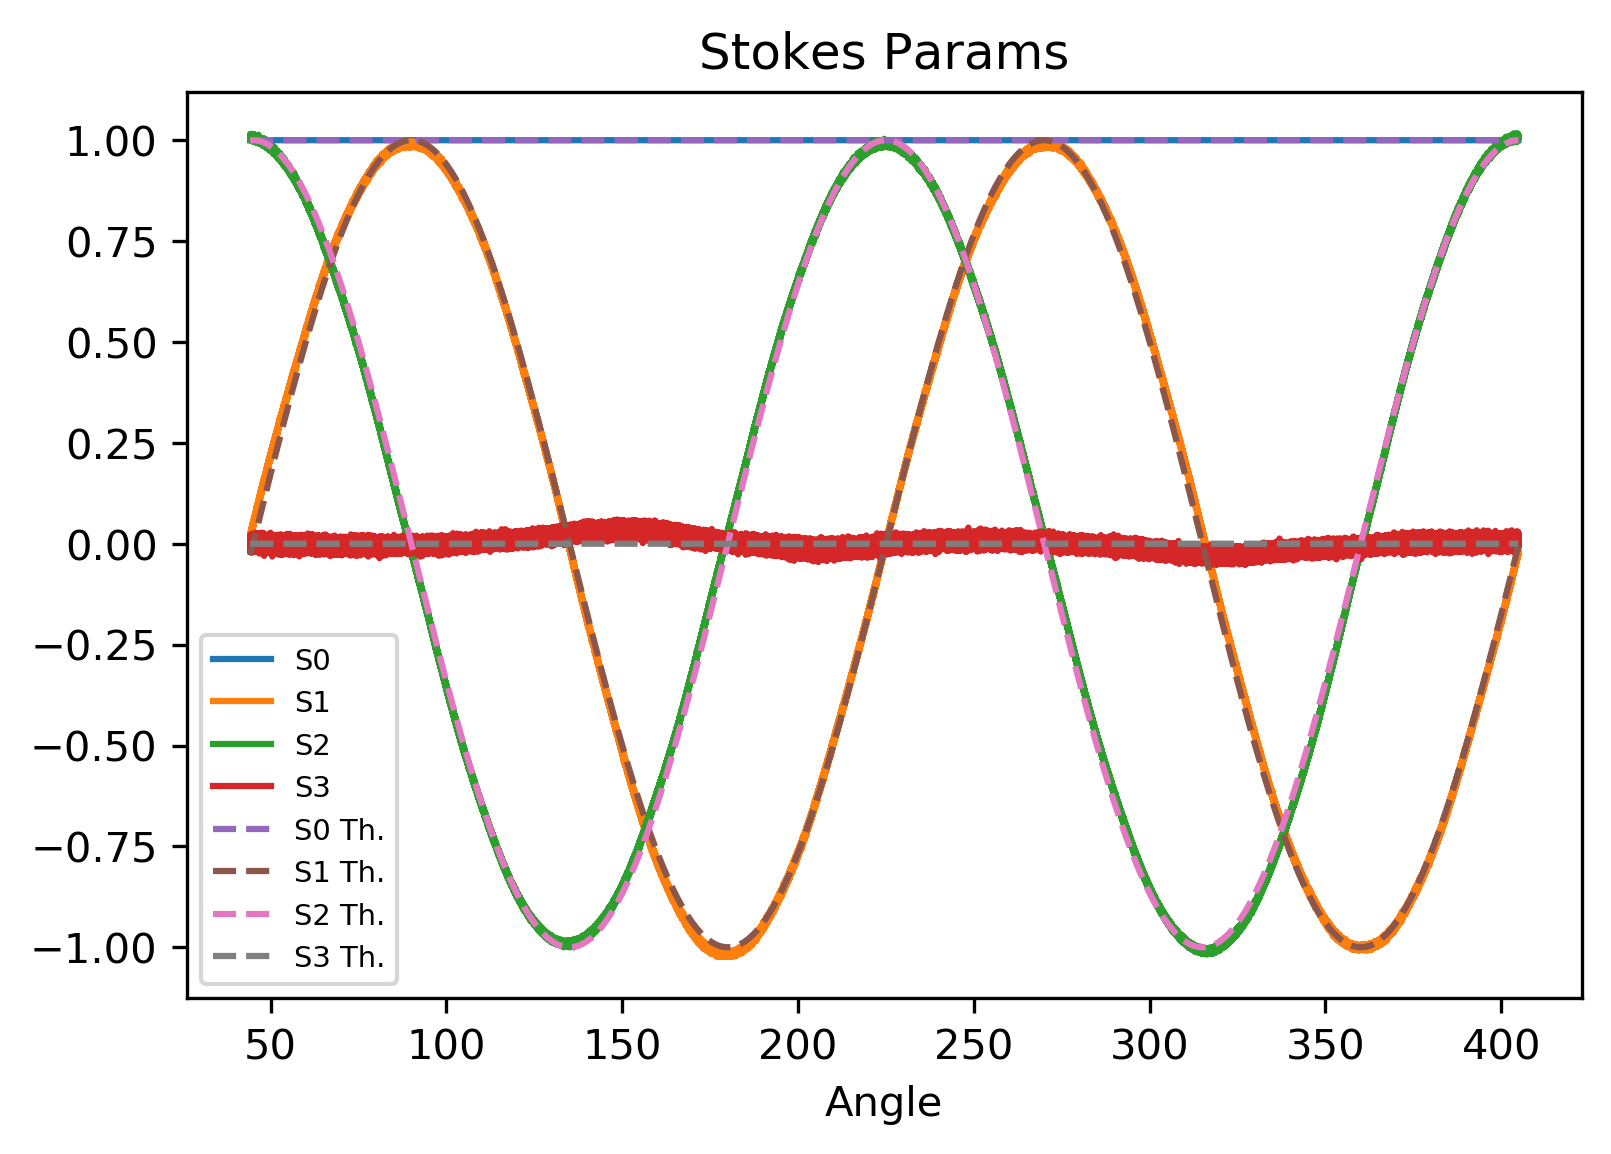 Stokes Params
1.00
0.75
0.50
0.25
0.00
−0.25
−0.50
−0.75
−1.00
S0
S1
S2
S3
S0 Th.
S1 Th.
S2 Th.
S3 Th.
50 100 150 200 250 300 350 400
Angle